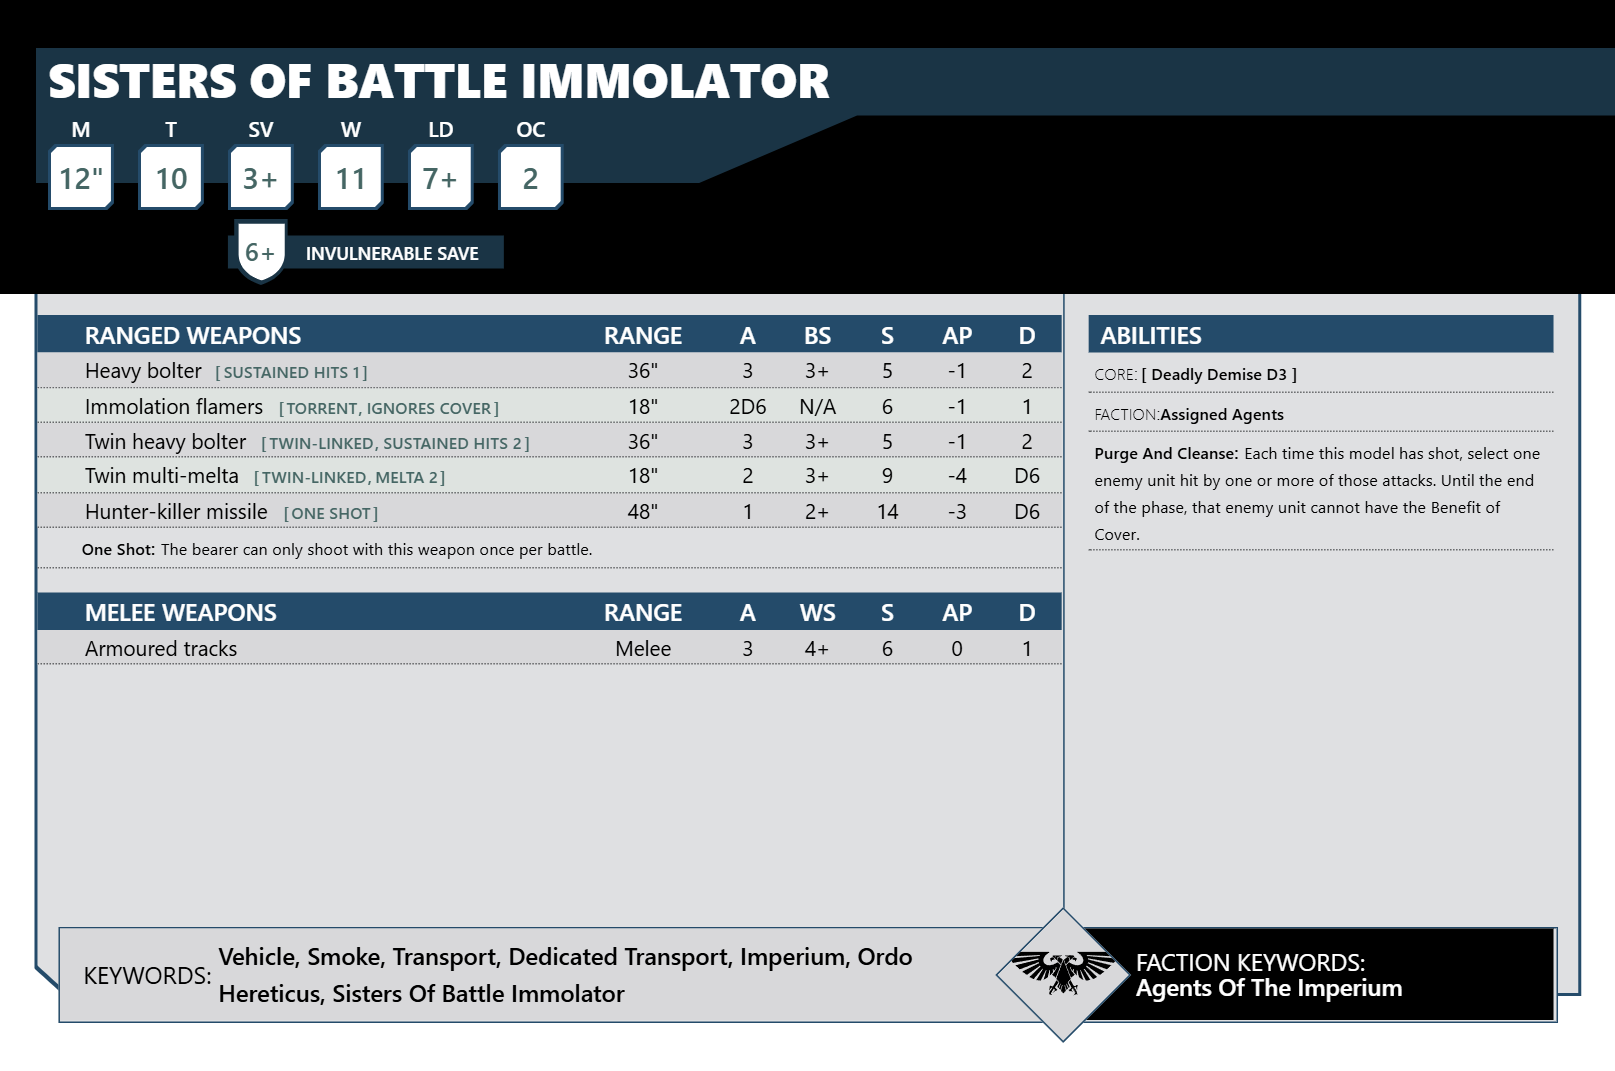 SISTERS OF BATTLE IMMOLATOR
M T SV W LD OC
12" 10 3+ 11 7+ 2
6+ INVULNERABLE SAVE
RANGED WEAPONS RANGE A BS S AP D
Heavy bolter [ SUSTAINED HITS 1 ] 36" 3 3+ 5 -1 2
Immolation flamers [ TORRENT, IGNORES COVER ] 18" 2D6 N/A 6 -1 1
Twin heavy bolter [ TWIN-LINKED, SUSTAINED HITS 2 ] 36" 3 3+ 5 -1 2
Twin multi-melta [ TWIN-LINKED, MELTA 2 ] 18" 2 3+ 9 -4 D6
Hunter-killer missile [ ONE SHOT ] 48" 1 2+ 14 -3 D6
One Shot: The bearer can only shoot with this weapon once per battle.
MELEE WEAPONS RANGE A WS S AP D
Armoured tracks Melee 3 4+ 6 0 1
ABILITIES
CORE: [ Deadly Demise D3 ]
FACTION:Assigned Agents
Purge And Cleanse: Each time this model has shot, select one
enemy unit hit by one or more of those attacks. Until the end
of the phase, that enemy unit cannot have the Benefit of
Cover.
KEYWORDS: Vehicle, Smoke, Transport, Dedicated Transport, Imperium, Ordo
Hereticus, Sisters Of Battle Immolator
FACTION KEYWORDS:
Agents Of The Imperium